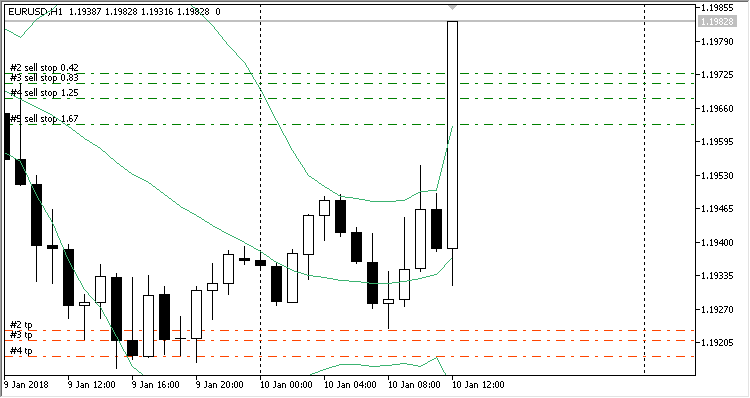 EURUSD,H1 1.19387 1.19828 1.19316 1.19828 0
1.19855
1.19828
1.19790
#2 sell stop 0.42
1.19725
#3 sell stop 0.83
#4 sell stop 1.25
1.19660
#5 sell stop 1.67
1.19595
1.19530
1.19465
1.19400
1.19335
1.19270
#2 tp
#3 tp
1.19205
#4 tp
9 Jan 2018 9 Jan 12:00 9 Jan 16:00 9 Jan 20:00 10 Jan 00:00 10 Jan 04:00 10 Jan 08:00 10 Jan 12:00